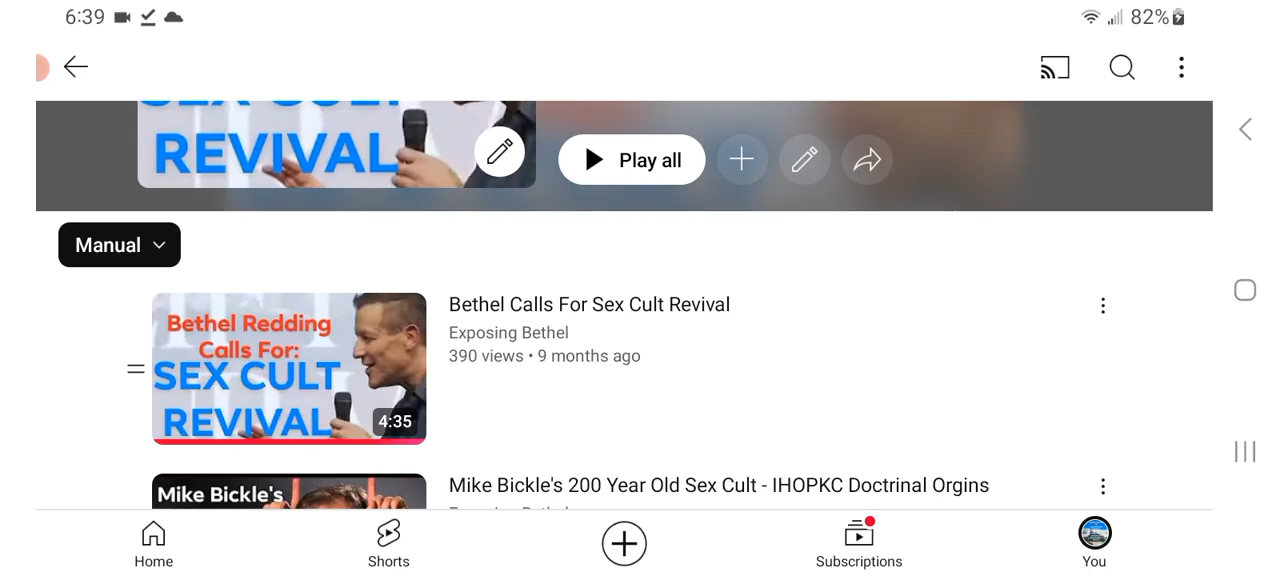 6:39
82%
SEX CULT
REVIVAL
Play all
Manual
Bethel Redding
Calls For:
SEX CULT
REVIVAL
4:35
Bethel Calls For Sex Cult Revival
Exposing Bethel
390 views • 9 months ago
Mike Bickle's
Mike Bickle's 200 Year Old Sex Cult - IHOPKC Doctrinal Orgins
Home
Shorts
Subscriptions
You